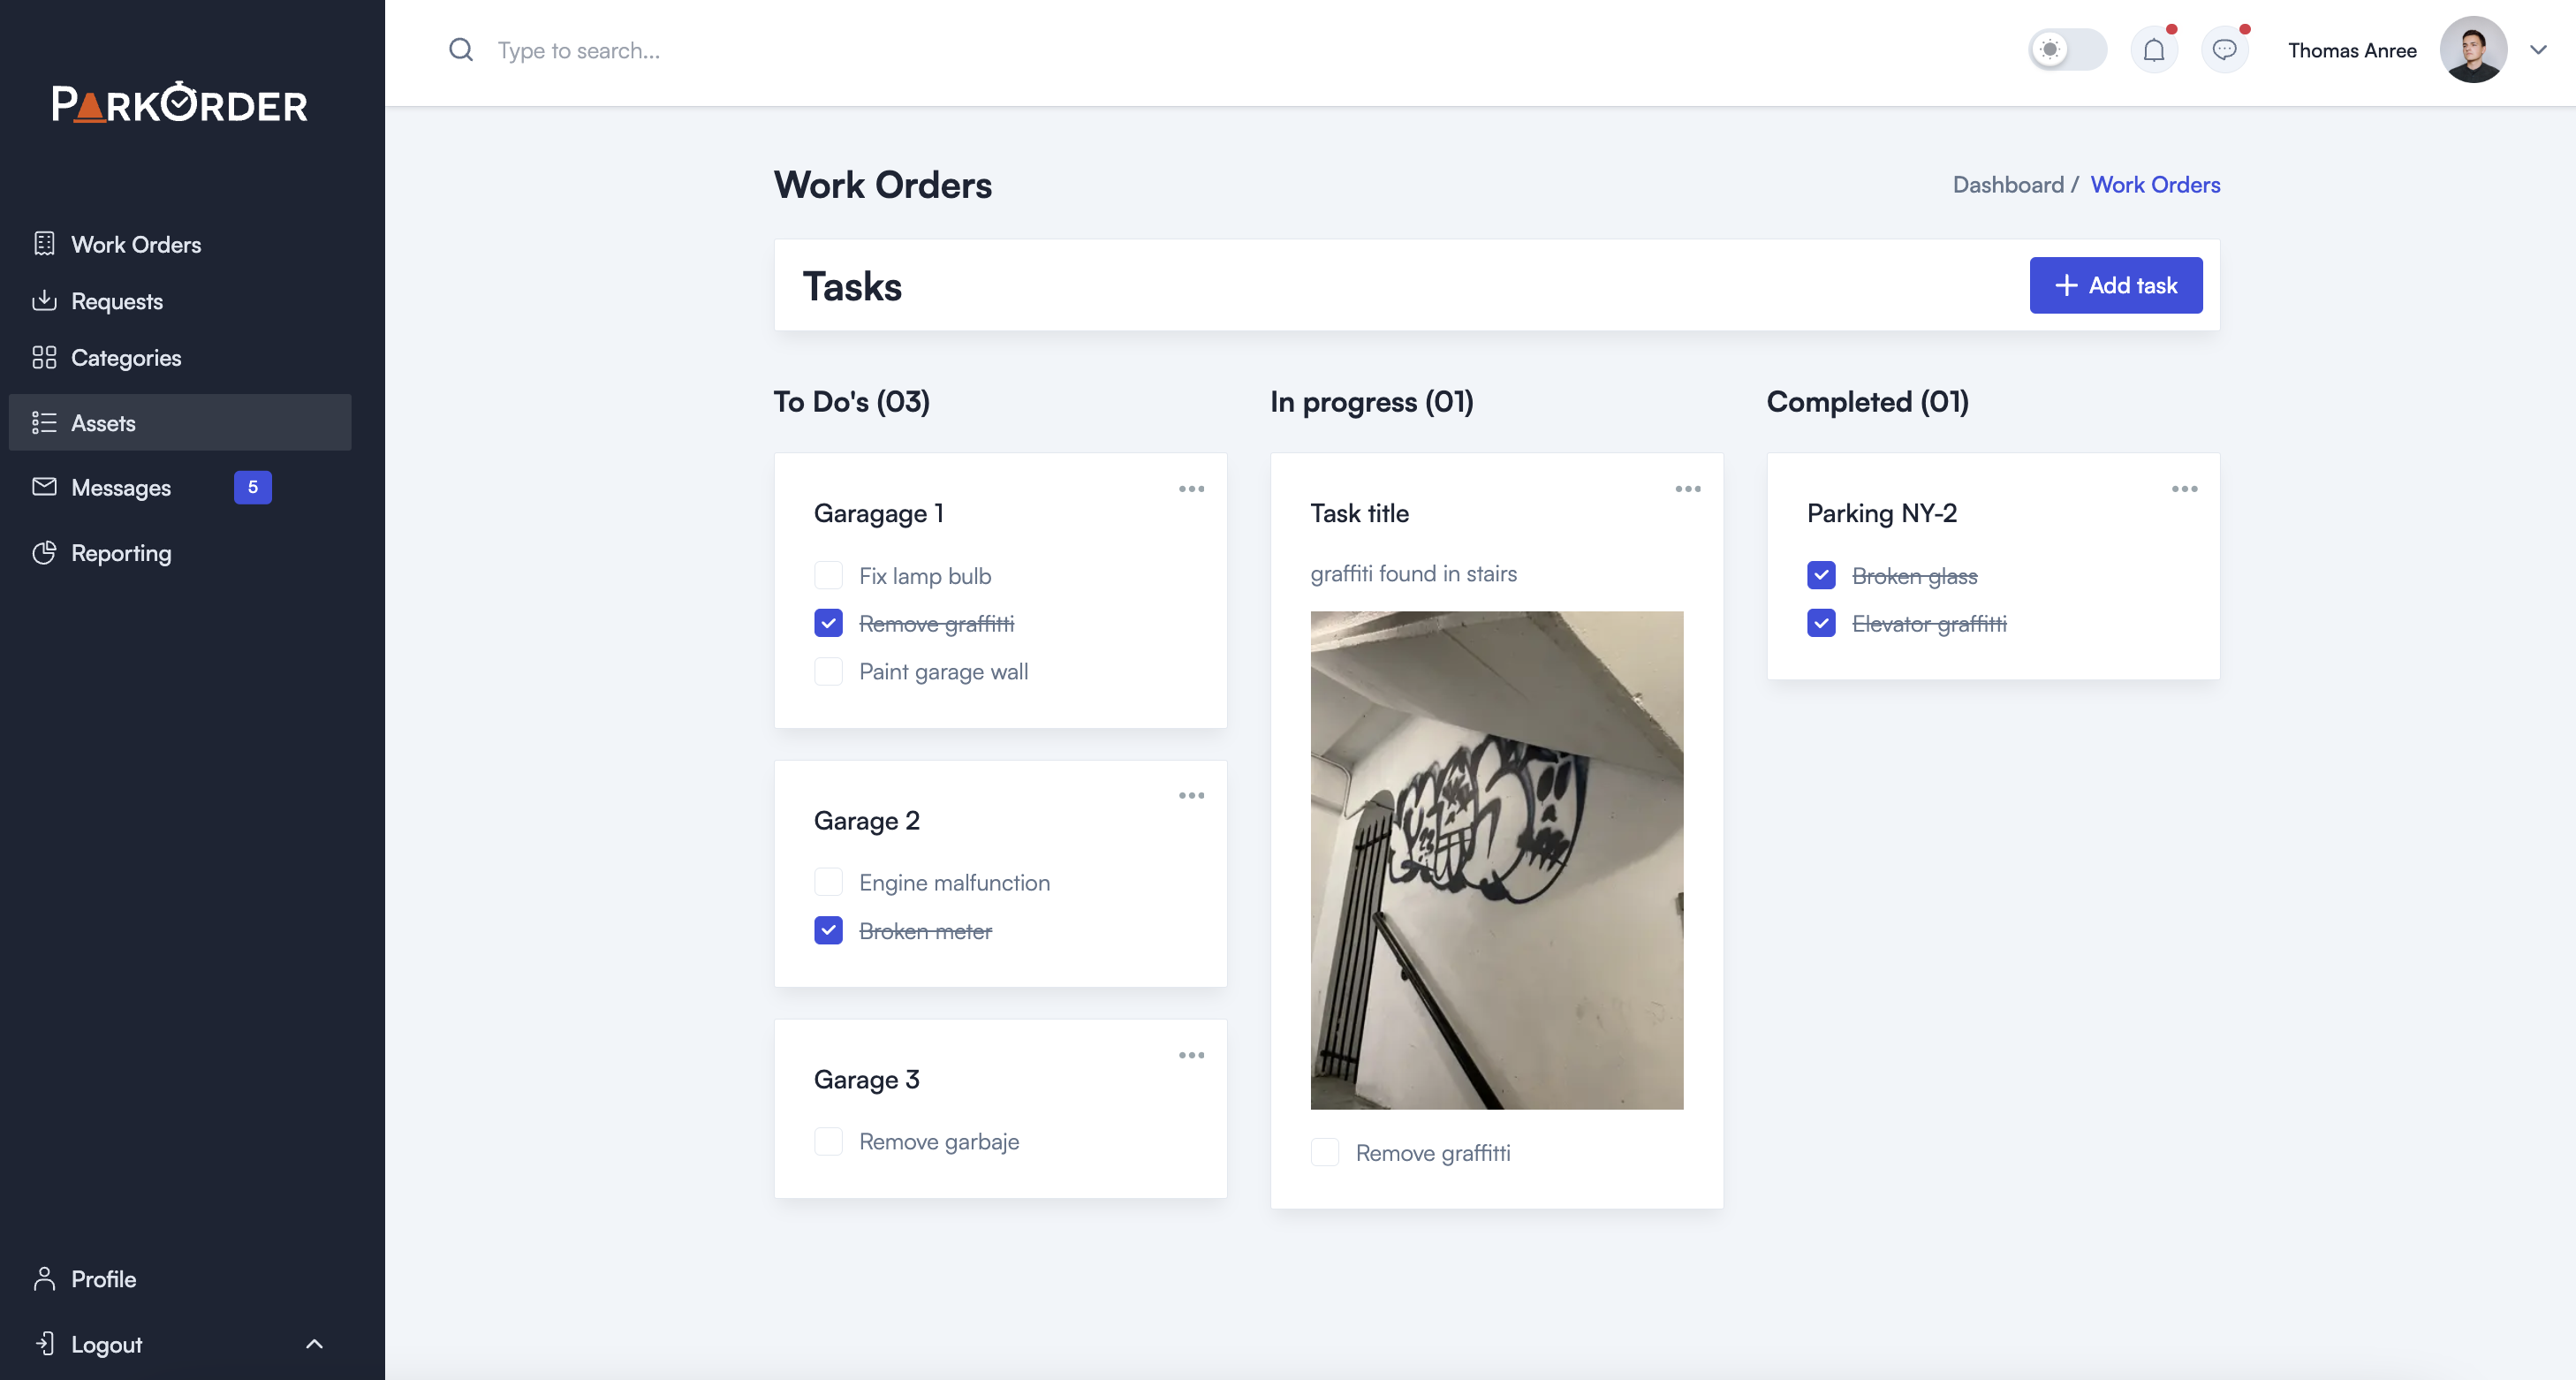 PARKORDER
Work Orders
Requests
Categories
Assets
Messages 5
Reporting
Profile
Logout
Type to search...
Thomas Anree
Work Orders
Dashboard / Work Orders
Tasks
+ Add task
To Do's (03)
Garagage 1
Fix lamp bulb
Remove graffitti
Paint garage wall
Garage 2
Engine malfunction
Broken meter
Garage 3
Remove garbaje
In progress (01)
Task title
graffiti found in stairs
Remove graffitti
Completed (01)
Parking NY-2
Broken glass
Elevator graffitti